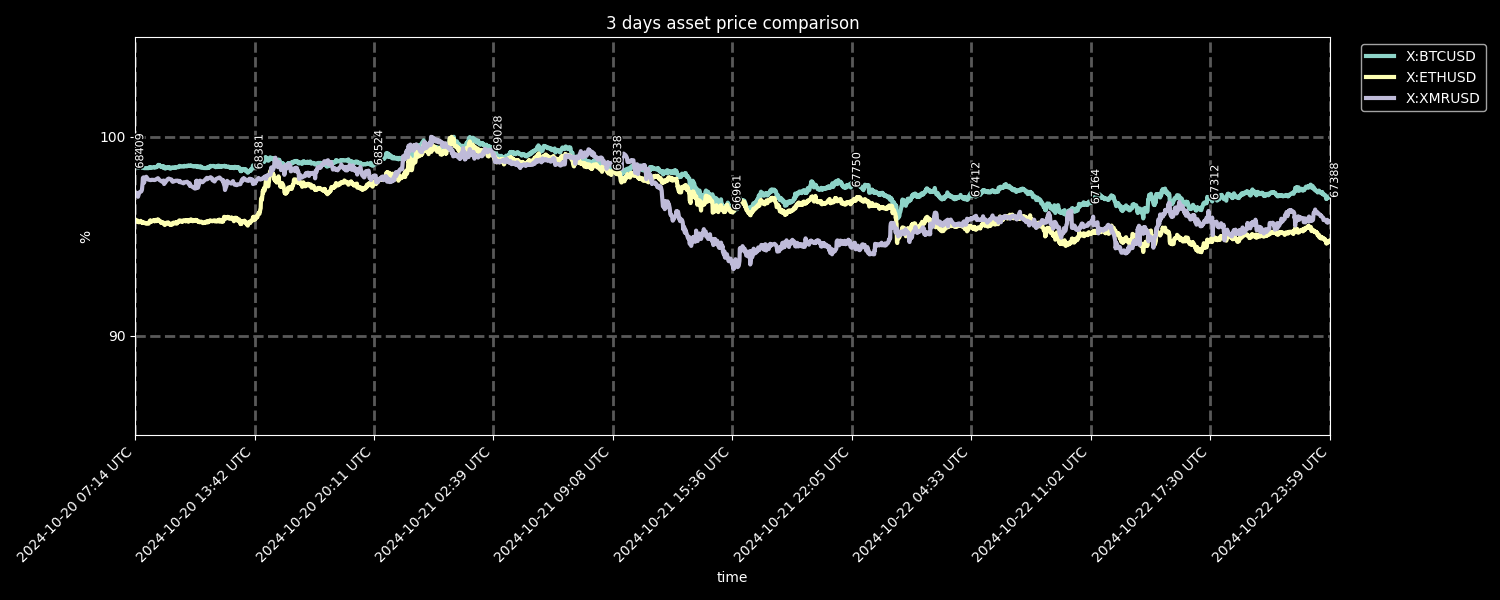 3 days asset price comparison
X:BTCUSD
X:ETHUSD
X:XMRUSD
%
100
90
68409
68381
68524
69028
68338
66961
67750
67412
67164
67312
67388
2024-10-20 07:14 UTC
2024-10-20 13:42 UTC
2024-10-20 20:11 UTC
2024-10-21 02:39 UTC
2024-10-21 09:08 UTC
2024-10-21 15:36 UTC
2024-10-21 22:05 UTC
2024-10-22 04:33 UTC
2024-10-22 11:02 UTC
2024-10-22 17:30 UTC
2024-10-22 23:59 UTC
time